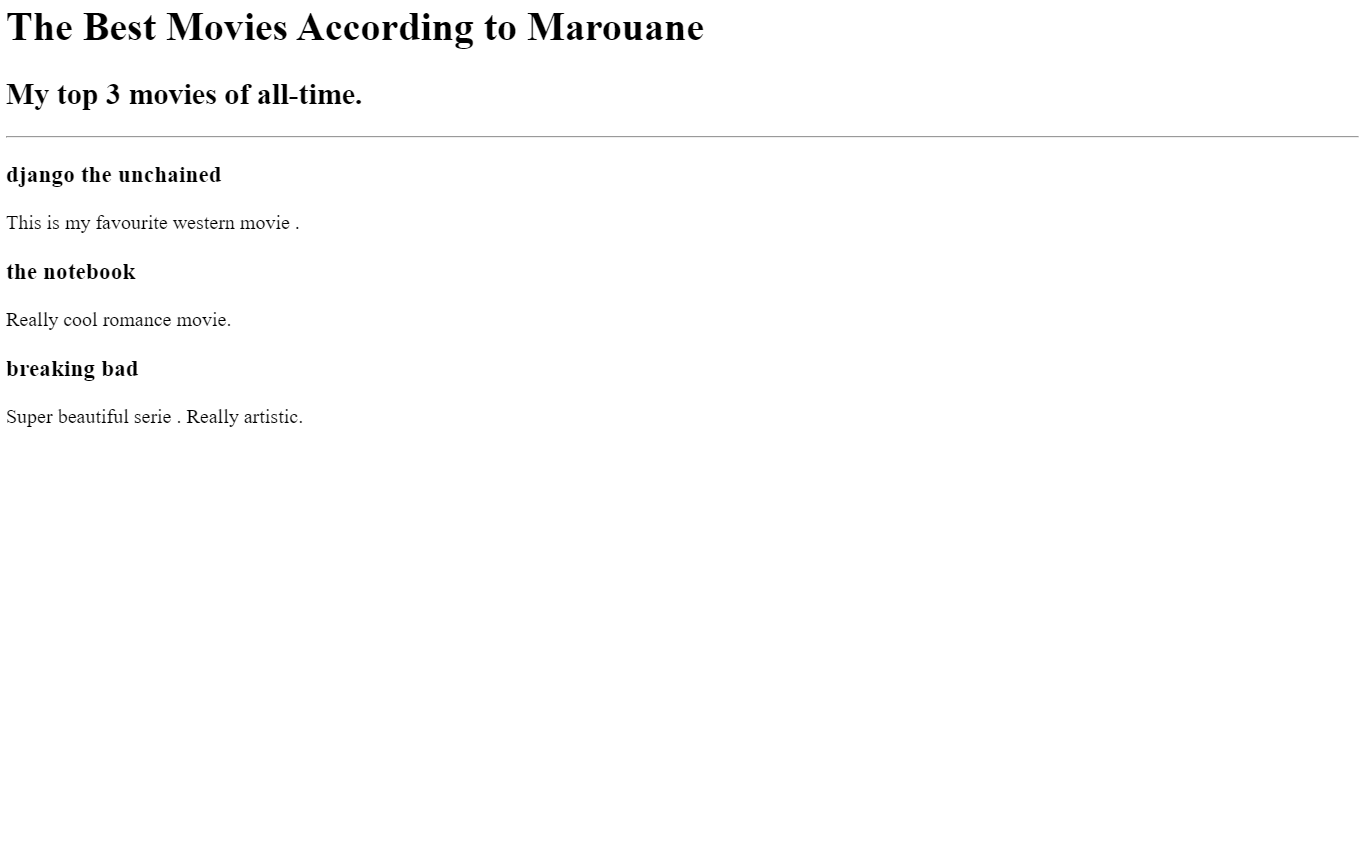 The Best Movies According to Marouane
My top 3 movies of all-time.
django the unchained
This is my favourite western movie .
the notebook
Really cool romance movie.
breaking bad
Super beautiful serie . Really artistic.